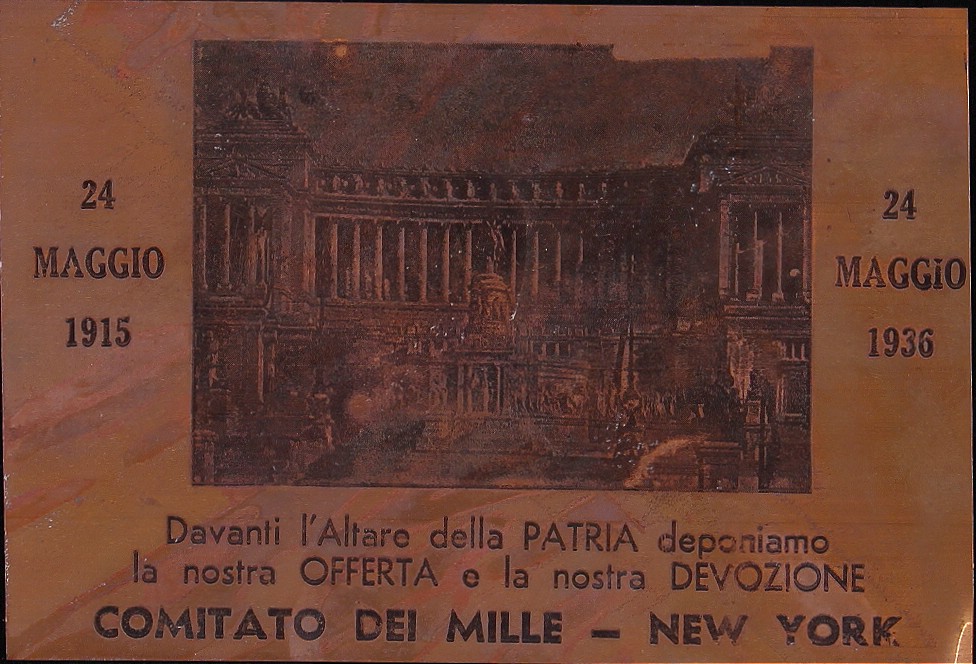 24
MAGGIO
1915
24
MAGGiO
1936
Davanti l'Altare della PATRIA deponiamo
la nostra OFFERTA e la nostra DEVOZIONE
COMITATO DEI MILLE — NEW YORK